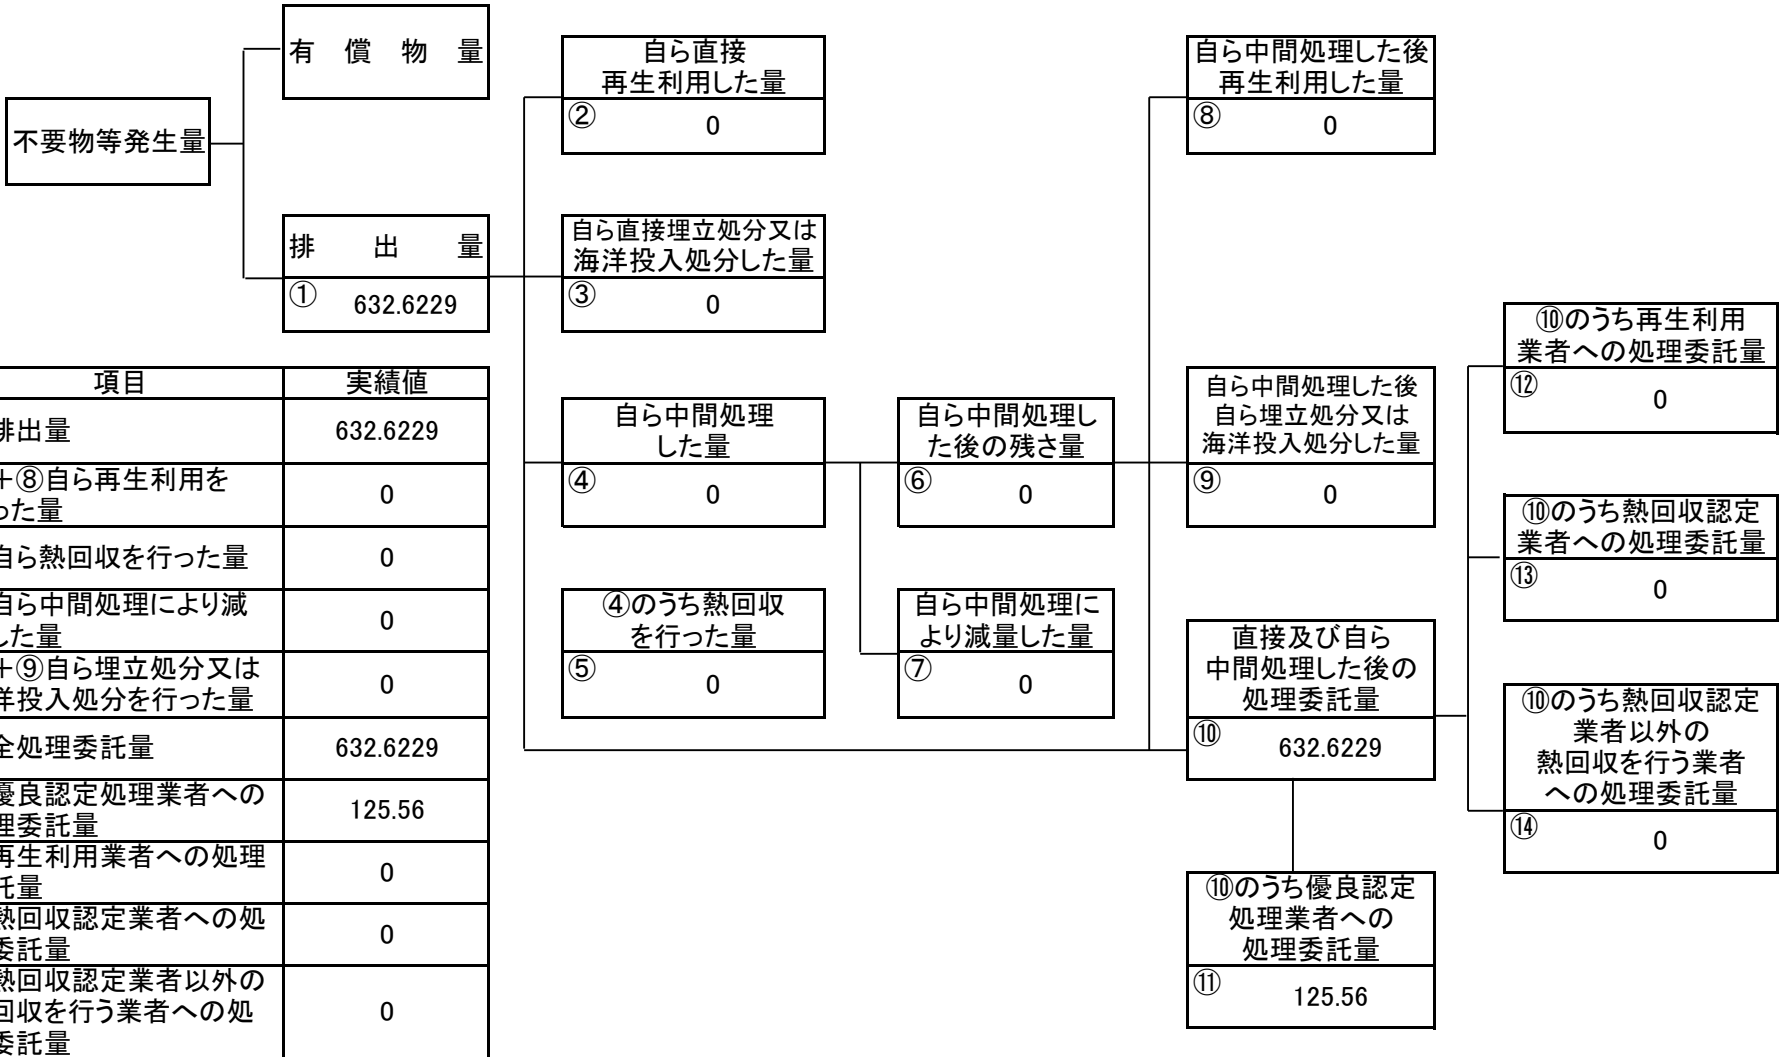 有償物量
不要物等発生量
排出量
① 632.6229
自ら直接
再生利用した量
② 0
自ら直接埋立処分又は
海洋投入処分した量
③ 0
自ら中間処理
した量
④ 0
④のうち熱回収
を行った量
⑤ 0
自ら中間処理し
た後の残さ量
⑥ 0
自ら中間処理に
より減量した量
⑦ 0
自ら中間処理した後
再生利用した量
⑧ 0
自ら中間処理した後
自ら埋立処分又は
海洋投入処分した量
⑨ 0
直接及び自ら
中間処理した後の
処理委託量
⑩ 632.6229
⑩のうち優良認定
処理業者への
処理委託量
⑪ 125.56
⑩のうち再生利用
業者への処理委託量
⑫ 0
⑩のうち熱回収認定
業者への処理委託量
⑬ 0
⑩のうち熱回収認定
業者以外の
熱回収を行う業者
への処理委託量
⑭ 0
項目 実績値
排出量 632.6229
+⑧自ら再生利用を
った量 0
自ら熱回収を行った量 0
自ら中間処理により減
した量 0
+⑨自ら埋立処分又は
洋投入処分を行った量 0
全処理委託量 632.6229
優良認定処理業者への
理委託量 125.56
再生利用業者への処理
託量 0
熱回収認定業者への処
委託量 0
熱回収認定業者以外の
回収を行う業者への処
委託量 0